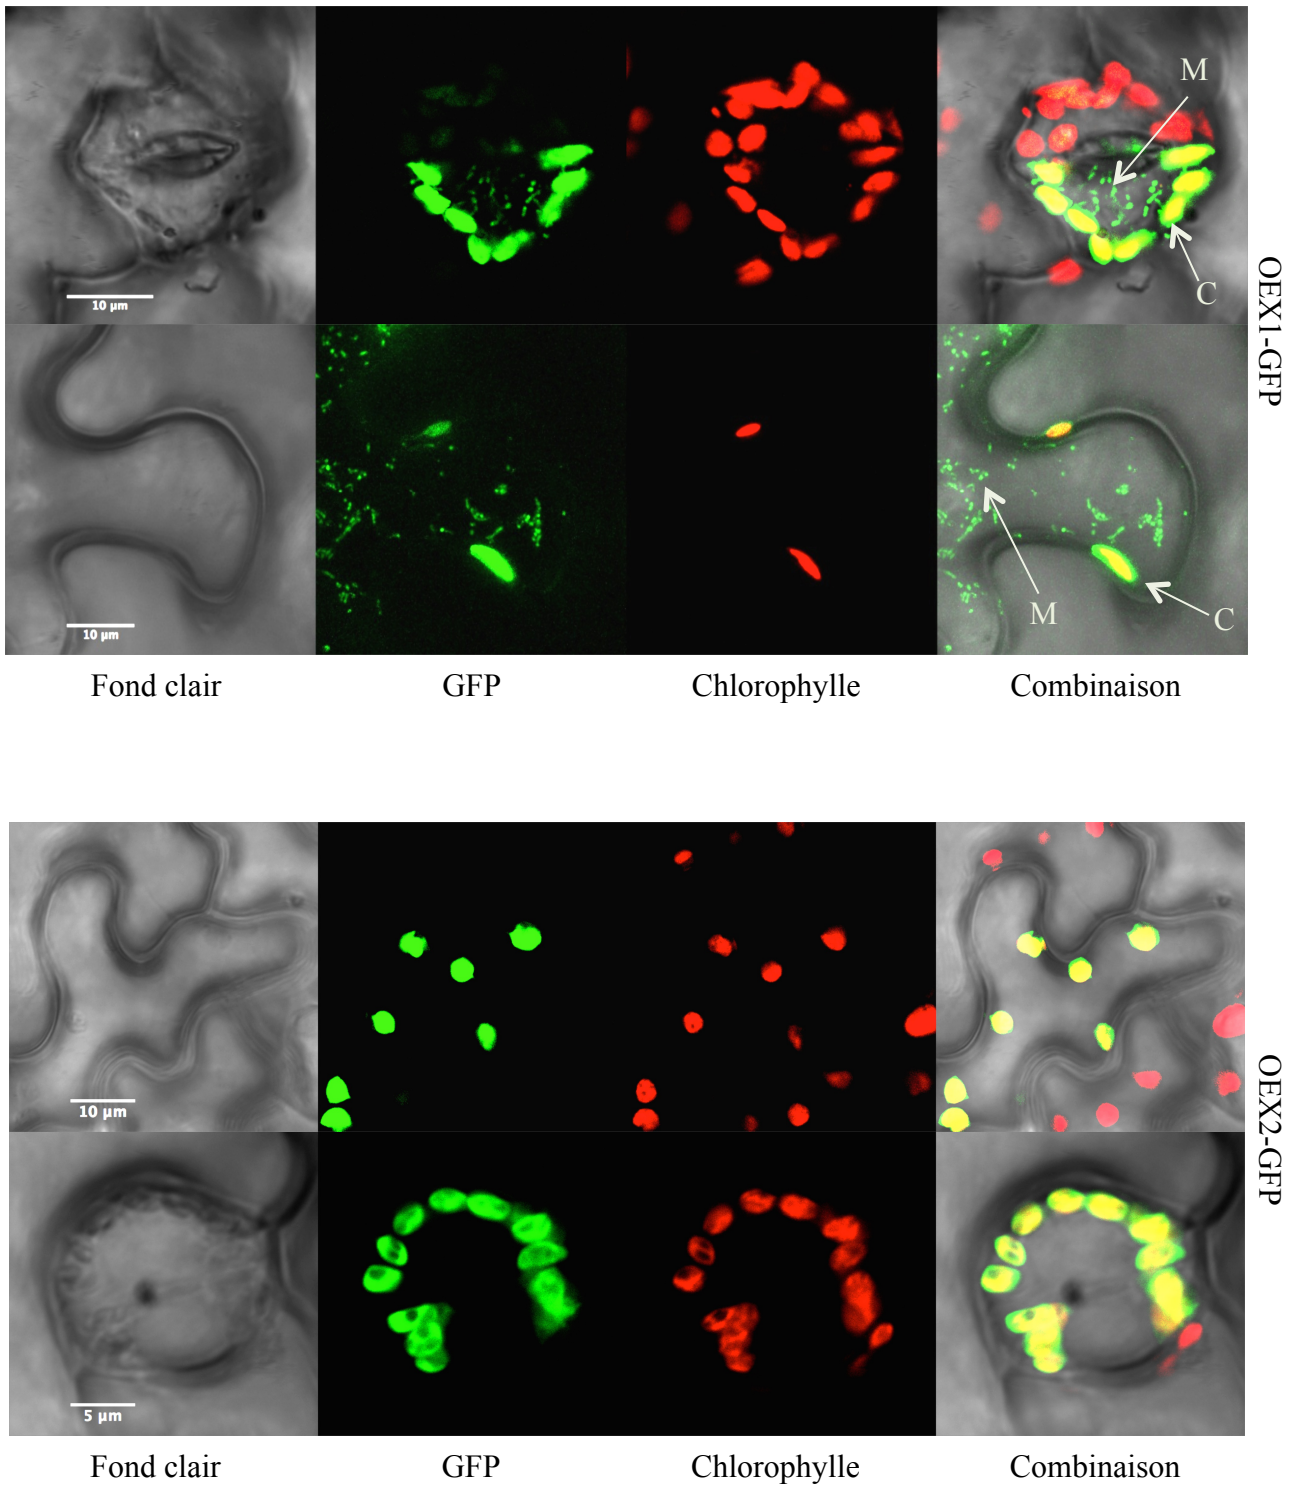 M
C
10 µm
OEX1-GFP
M
C
10 µm
Fond clair GFP Chlorophylle Combinaison
10 µm
OEX2-GFP
5 µm
Fond clair GFP Chlorophylle Combinaison